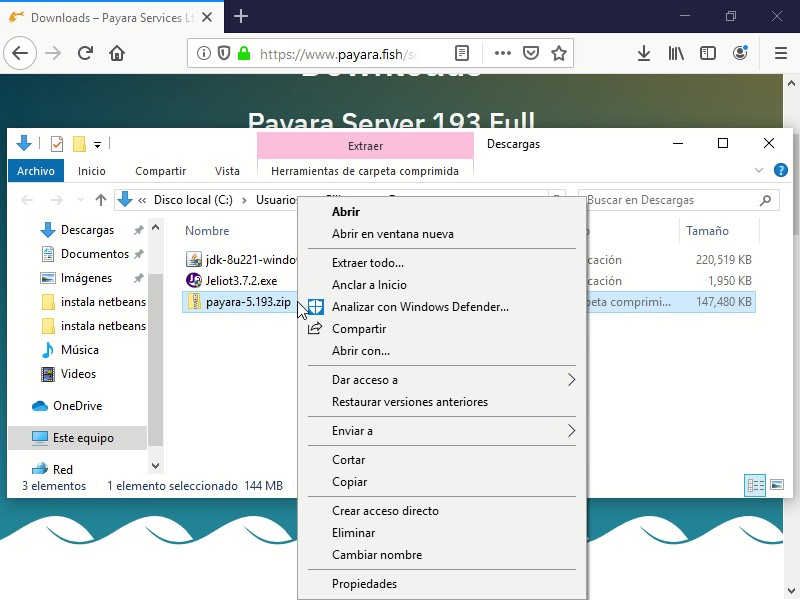 Downloads – Payara Services Lt
https://www.payara.fish/so
Downloads
Payara Server 193 Full
Extraer
Descargas
Archivo
Inicio
Compartir
Vista
Herramientas de carpeta comprimida
« Disco local (C:) > Usuario
Buscar en Descargas
Descargas
Documentos
Imágenes
instala netbeans
instala netbeans
Música
Videos
OneDrive
Este equipo
Red
Nombre
Tamaño
jdk-8u221-window
cación
220,519 KB
Jeliot3.7.2.exe
cación
1,950 KB
payara-5.193.zip
peta comprimi...
147,480 KB
Abrir
Abrir en ventana nueva
Extraer todo...
Anclar a Inicio
Analizar con Windows Defender...
Compartir
Abrir con...
Dar acceso a
Restaurar versiones anteriores
Enviar a
Cortar
Copiar
Crear acceso directo
Eliminar
Cambiar nombre
Propiedades
3 elementos
1 elemento seleccionado 144 MB